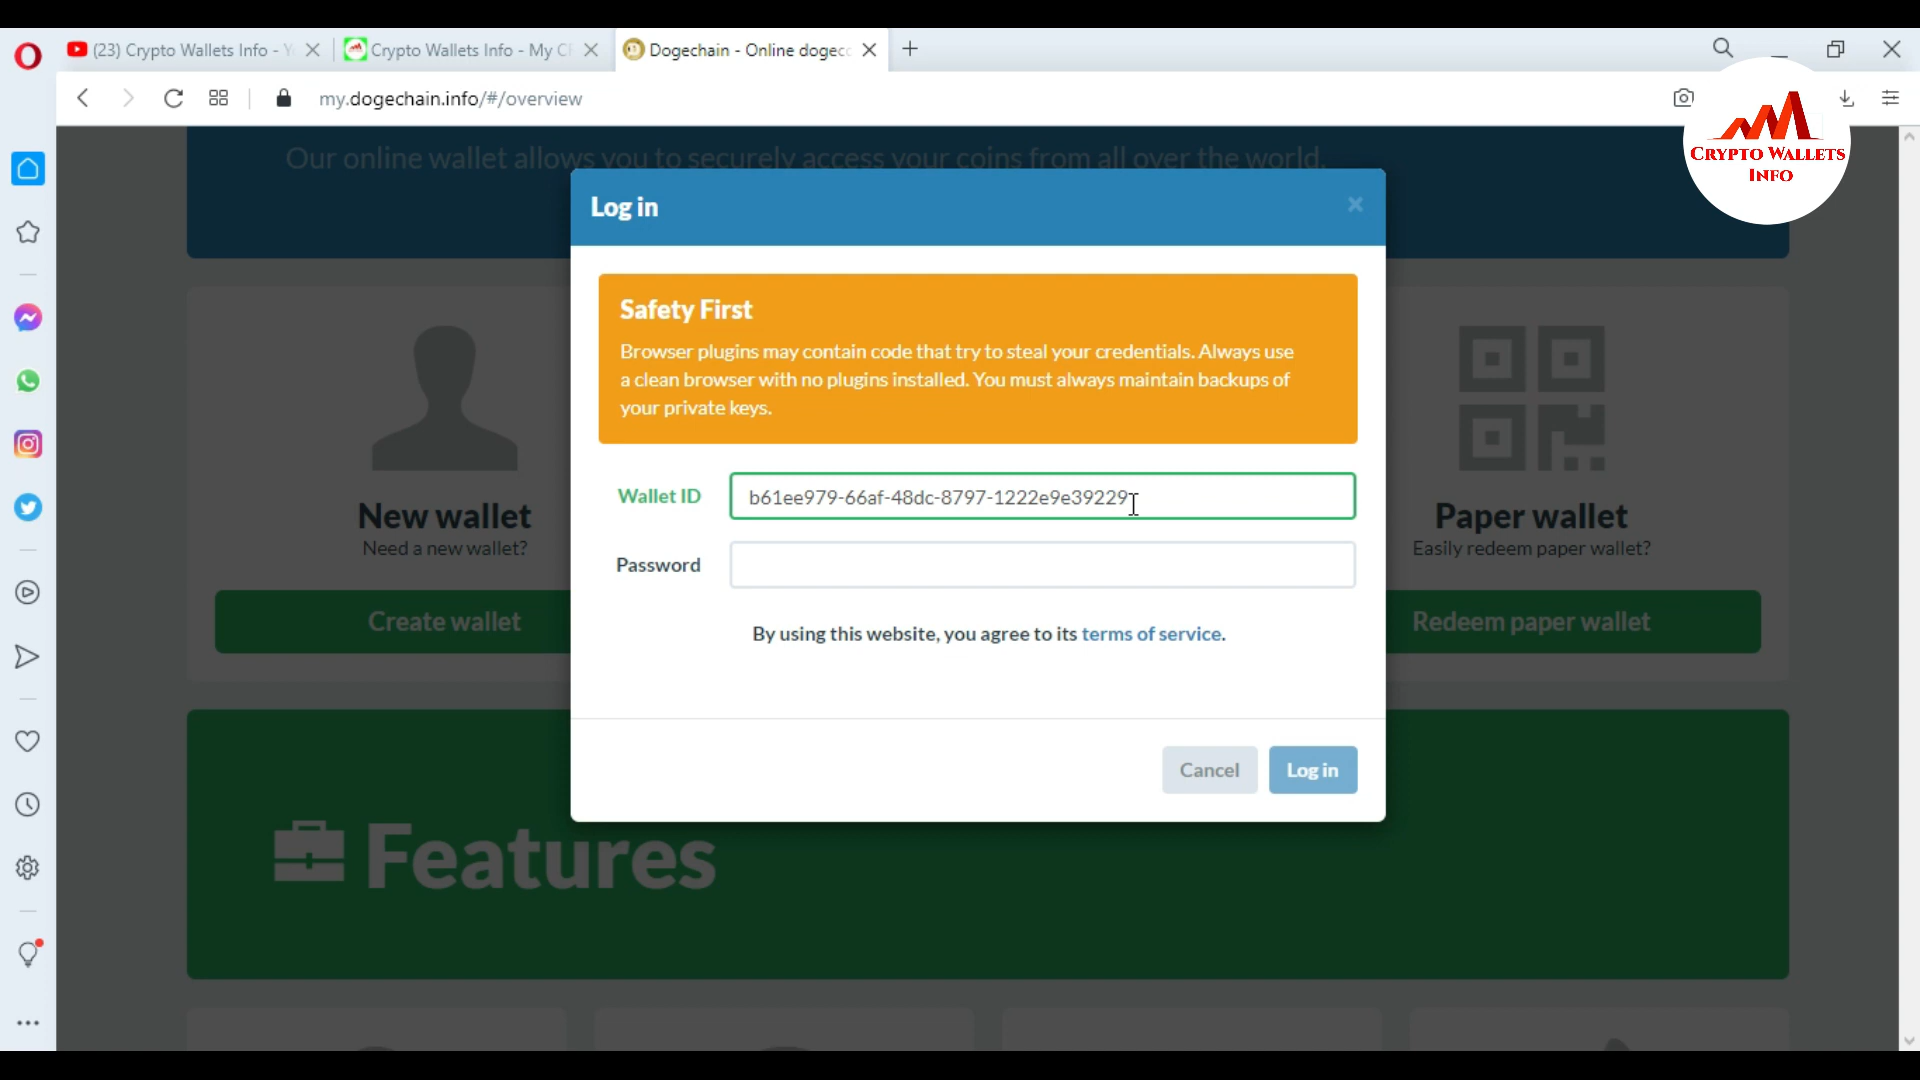 (23) Crypto Wallets Info - Y
Crypto Wallets Info - My C
Dogechain - Online dogec
my.dogechain.info/#/overview
CRYPTO WALLETS
INFO
Our online wallet allows you to securely access your coins from all over the world.
Log in
×
Safety First
Browser plugins may contain code that try to steal your credentials. Always use
a clean browser with no plugins installed. You must always maintain backups of
your private keys.
Wallet ID
b61ee979-66af-48dc-8797-1222e9e39229
Password
By using this website, you agree to its terms of service.
Cancel
Log in
New wallet
Need a new wallet?
Create wallet
Paper wallet
Easily redeem paper wallet?
Redeem paper wallet
Features